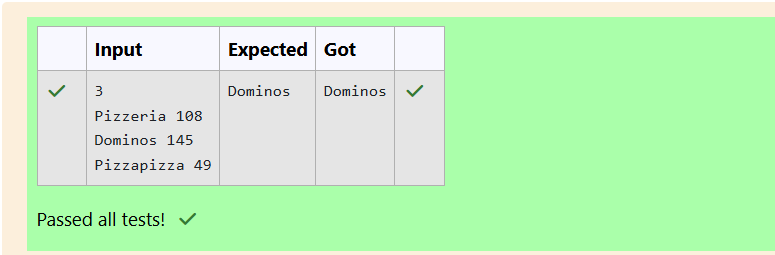 Input Expected Got
3 Dominos Dominos
Pizzeria 108
Dominos 145
Pizzapizza 49
Passed all tests!